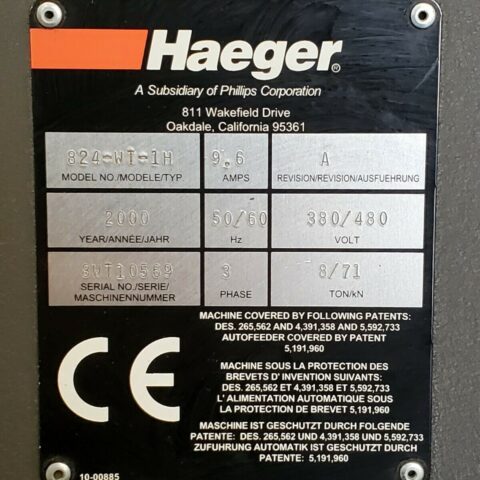 Haeger®
A Subsidiary of Phillips Corporation
811 Wakefield Drive
Oakdale, California 95361
824-WT-1H 9.6 A
MODEL NO./MODELE/TYP AMPS REVISION/REVISION/AUSFUEHRUNG
2000 50/60 380/480
YEAR/ANNÉE/JAHR Hz VOLT
3 8/71
SERIAL NO./SERIE/ PHASE TON/kN
MASCHINENNUMMER
MACHINE COVERED BY FOLLOWING PATENTS:
DES. 265,562 AND 4,391,358 AND 5,592,733
AUTOFEEDER COVERED BY PATENT
5,191,960
MACHINE SOUS LA PROTECTION DES
BREVETS D' INVENTION SUIVANTS:
DES. 265,562 ET 4,391,358 ET 5,592,733
L' ALIMENTATION AUTOMATIQUE SOUS
LA PROTECTION DE BREVET 5,191,960
MASCHINE IST GESCHUTZT DURCH FOLGENDE
PATENTE: DES. 265,562 UND 4,391,358 UND 5,592,733
ZUFUHRUNG AUTOMATIK IST GESCHUTZT DURCH
PATENTE: 5,191,960
CE
10-00885